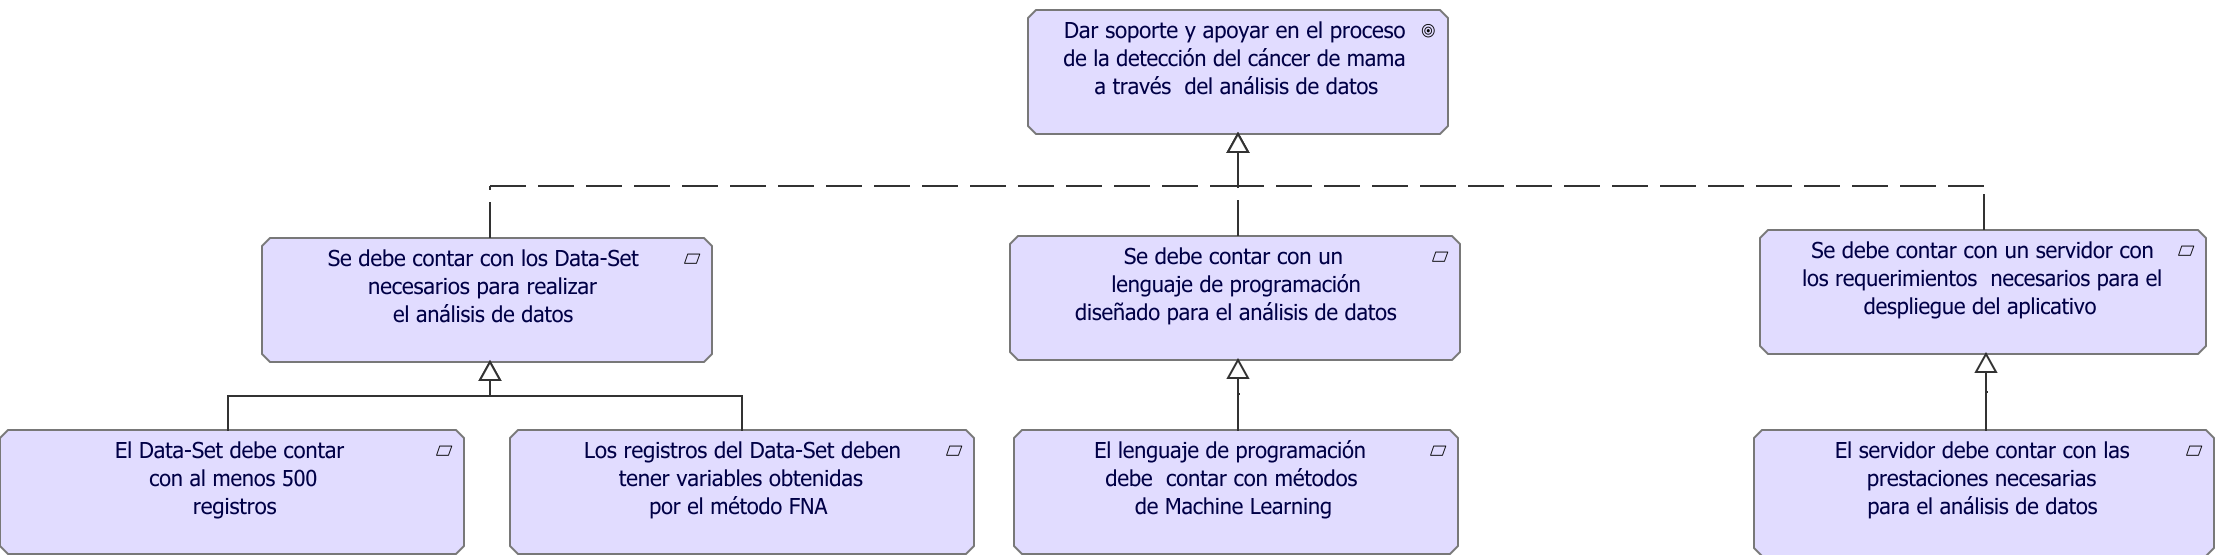 Dar soporte y apoyar en el proceso
de la detección del cáncer de mama
a través  del análisis de datos
Se debe contar con los Data-Set
necesarios para realizar
el análisis de datos
Se debe contar con un
lenguaje de programación
diseñado para el análisis de datos
Se debe contar con un servidor con
los requerimientos  necesarios para el
despliegue del aplicativo
El Data-Set debe contar
con al menos 500
registros
Los registros del Data-Set deben
tener variables obtenidas
por el método FNA
El lenguaje de programación
debe  contar con métodos
de Machine Learning
El servidor debe contar con las
prestaciones necesarias
para el análisis de datos